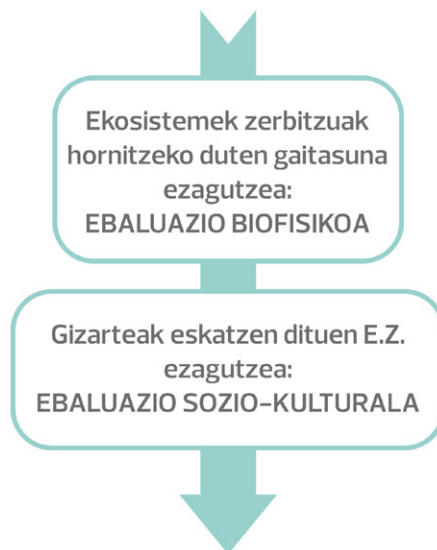 Ekosistemek zerbitzuak
hornitzeko duten gaitasuna
ezagutzea:
EBALUAZIO BIOFISIKOA
Gizarteak eskatzen dituen E.Z.
ezagutzea:
EBALUAZIO SOZIO-KULTURALA